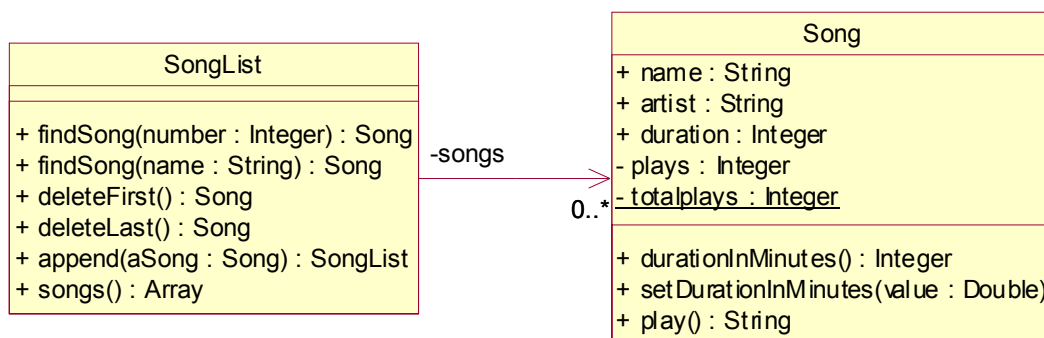 SongList
+ findSong(number : Integer) : Song
+ findSong(name : String) : Song
+ deleteFirst() : Song
+ deleteLast() : Song
+ append(aSong : Song) : SongList
+ songs() : Array
-songs
0..*
Song
+ name : String
+ artist : String
+ duration : Integer
- plays : Integer
- totalplays : Integer
+ durationInMinutes() : Integer
+ setDurationInMinutes(value : Double)
+ play() : String